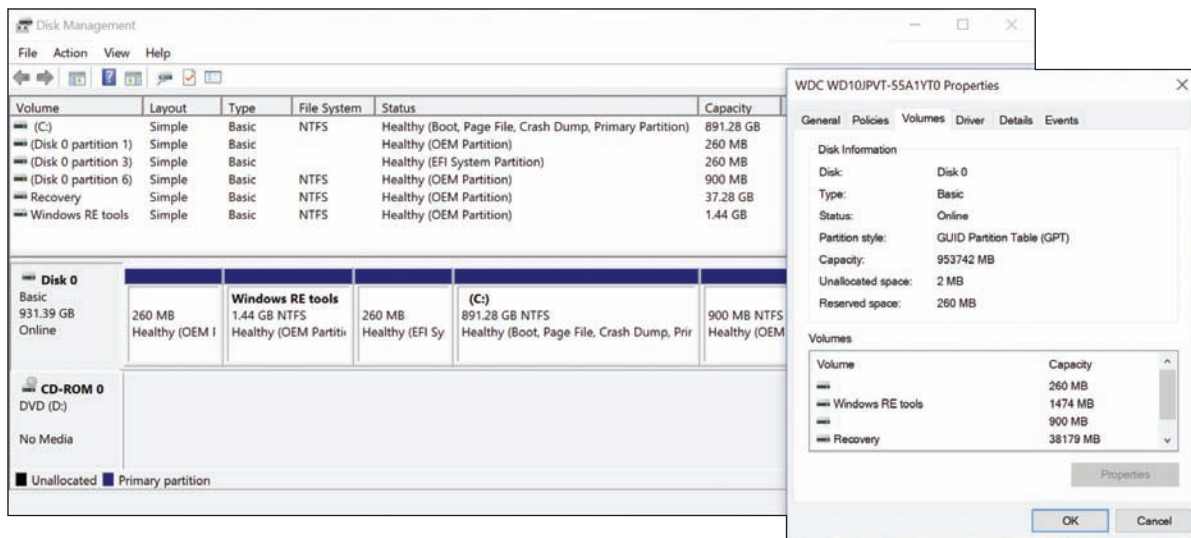 Disk Management
File Action View Help
Volume Layout Type File System Status Capacity
(C:) Simple Basic NTFS Healthy (Boot, Page File, Crash Dump, Primary Partition) 891.28 GB
(Disk 0 partition 1) Simple Basic Healthy (OEM Partition) 260 MB
(Disk 0 partition 3) Simple Basic Healthy (EFI System Partition) 260 MB
(Disk 0 partition 6) Simple Basic NTFS Healthy (OEM Partition) 900 MB
Recovery Simple Basic NTFS Healthy (OEM Partition) 37.28 GB
Windows RE tools Simple Basic NTFS Healthy (OEM Partition) 1.44 GB
Disk 0
Basic
931.39 GB
Online
260 MB
Healthy (OEM
Windows RE tools
1.44 GB NTFS
Healthy (OEM Partiti
260 MB
Healthy (EFI Sy
(C:)
891.28 GB NTFS
Healthy (Boot, Page File, Crash Dump, Prir
900 MB NTFS
Healthy (OEM
CD-ROM 0
DVD (D:)
No Media
Unallocated Primary partition
WDC WD10JPVT-55A1YT0 Properties
General Policies Volumes Driver Details Events
Disk Information
Disk: Disk 0
Type: Basic
Status: Online
Partition style: GUID Partition Table (GPT)
Capacity: 953742 MB
Unallocated space: 2 MB
Reserved space: 260 MB
Volumes
Volume Capacity
260 MB
Windows RE tools 1474 MB
900 MB
Recovery 38179 MB
Properties
OK Cancel